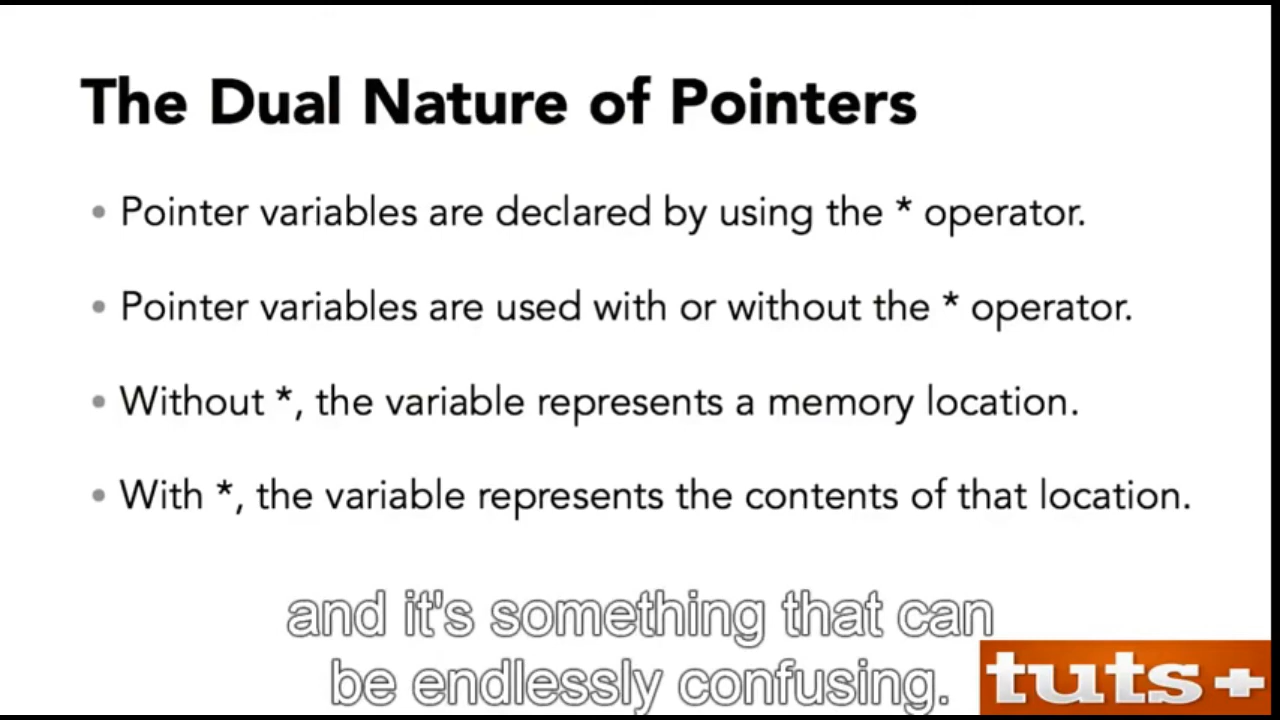 The Dual Nature of Pointers
• Pointer variables are declared by using the * operator.
• Pointer variables are used with or without the * operator.
• Without *, the variable represents a memory location.
• With *, the variable represents the contents of that location.
and it's something that can
be endlessly confusing.
tuts+